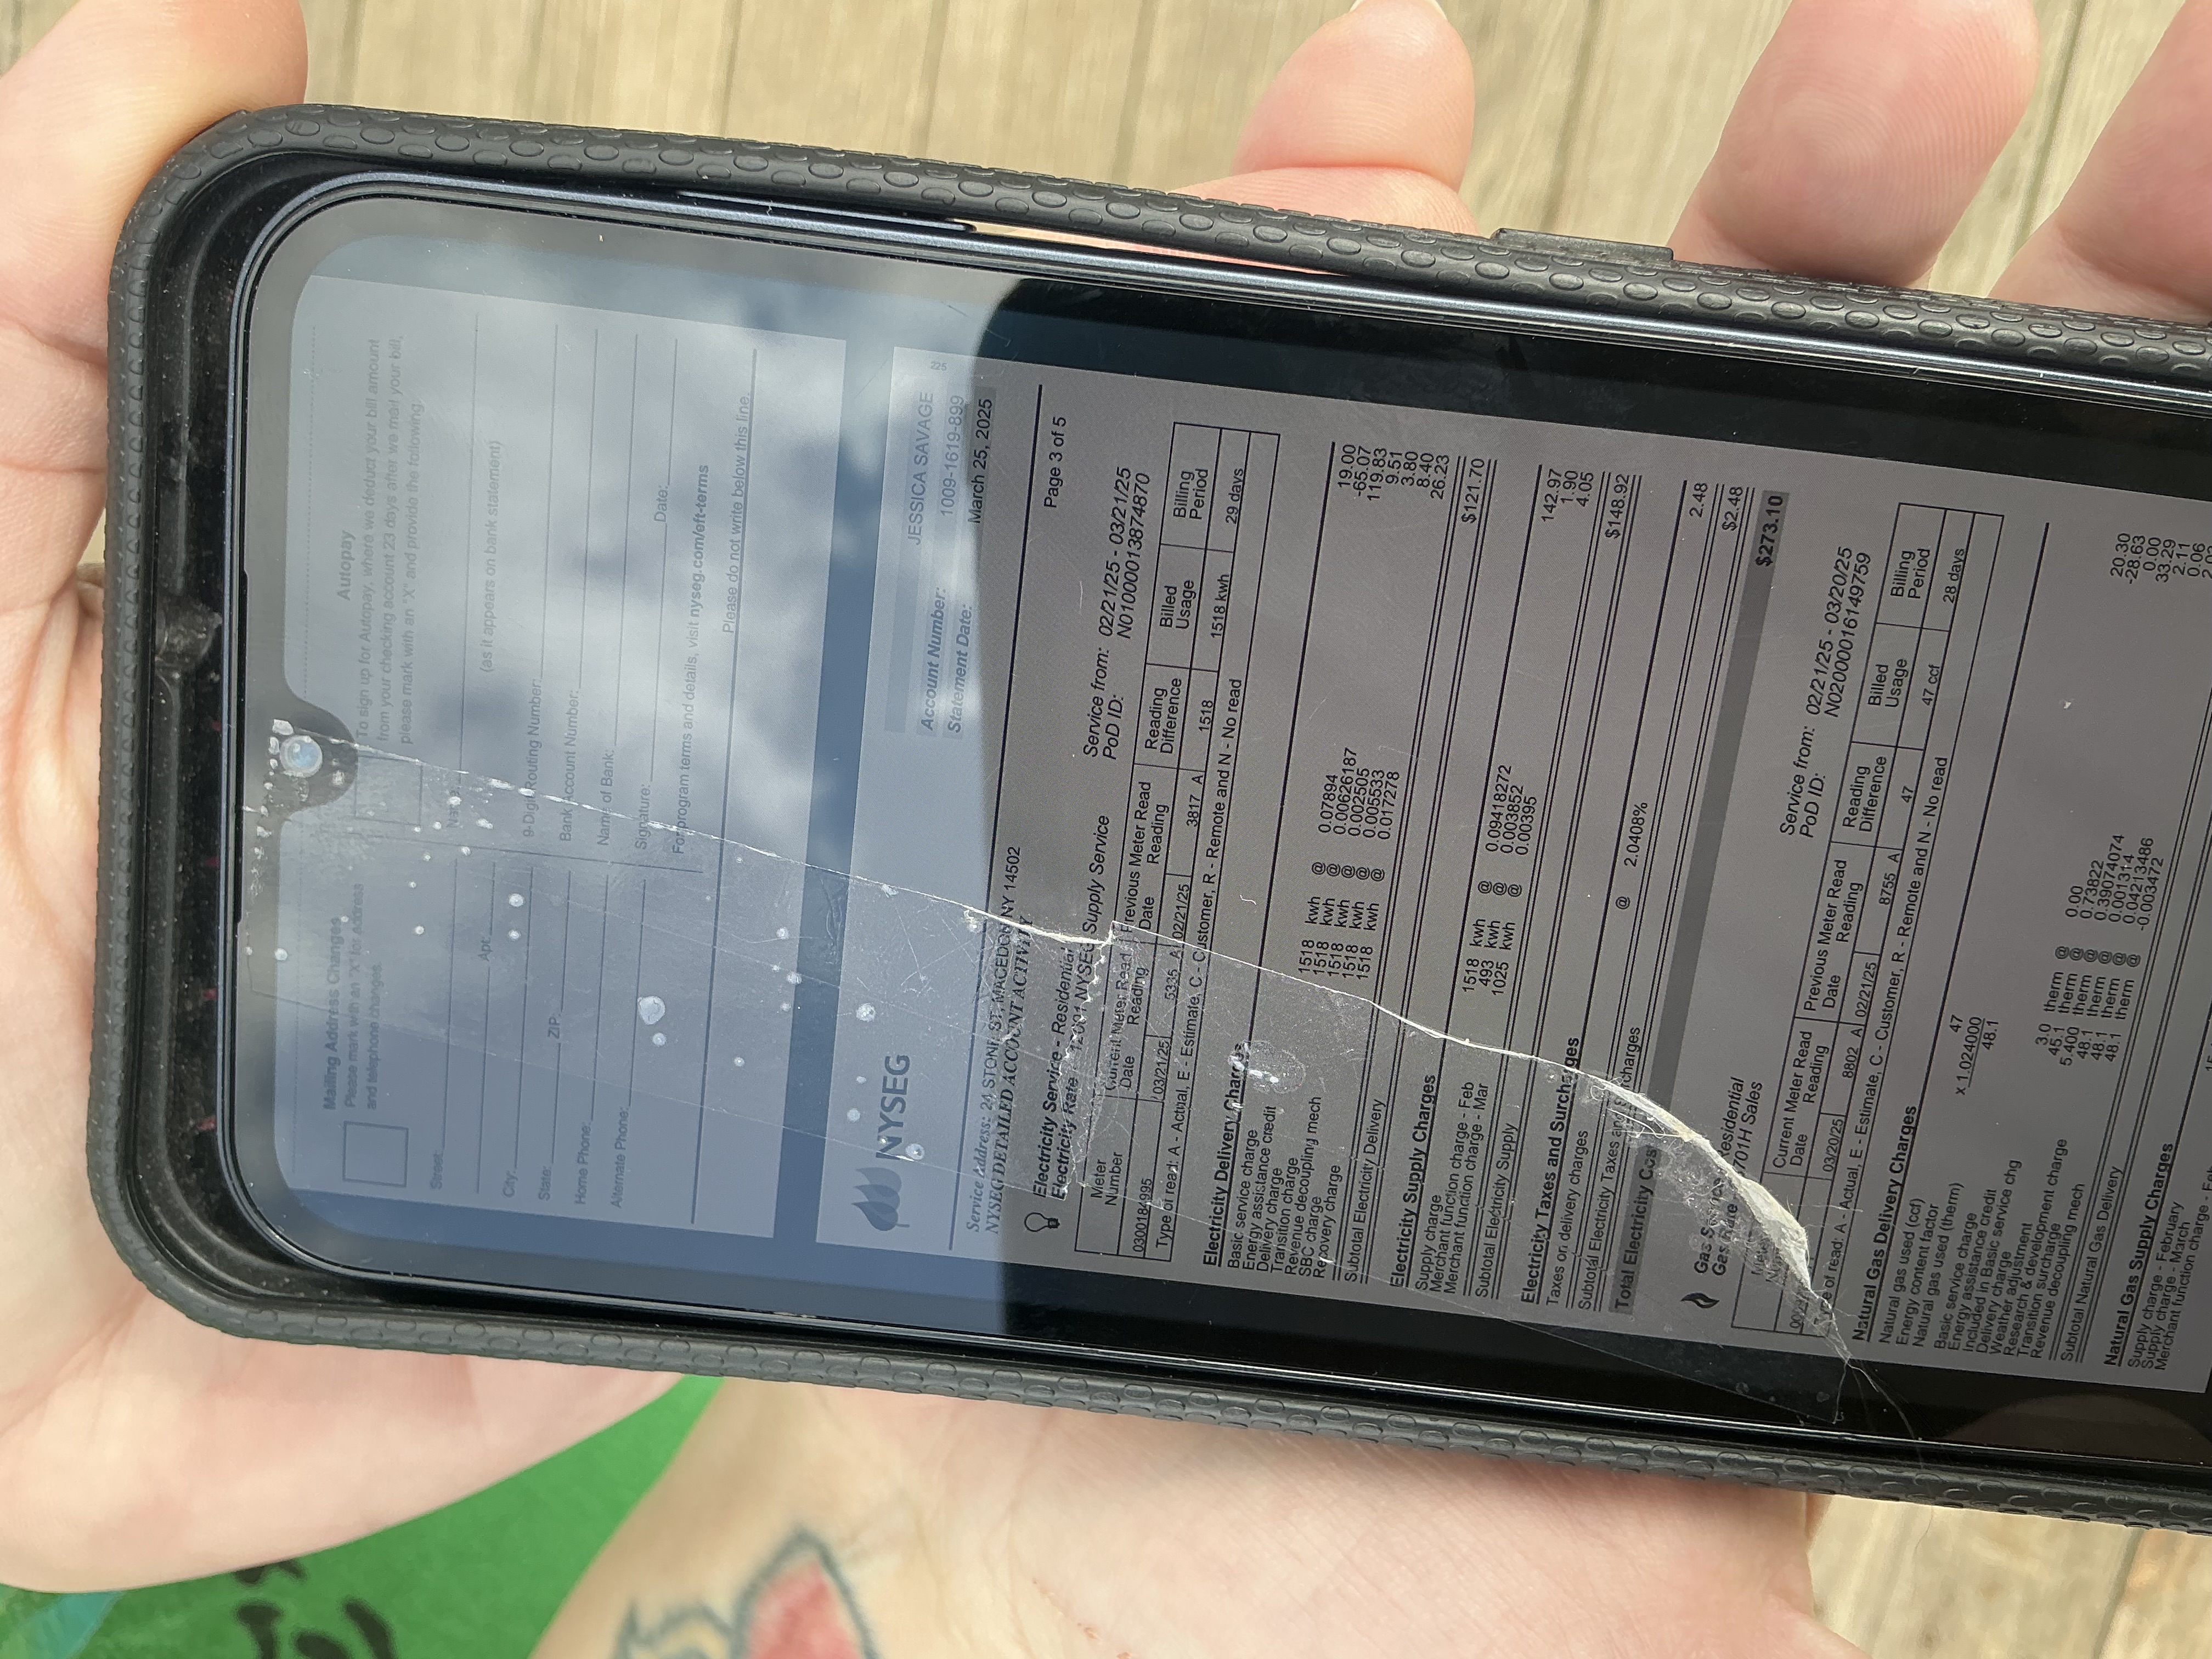 Mailing Address Changes
Please mark with an "X" for address
and telephone changes.
Street:
Apt:
City:
State: ZIP:
Home Phone:
Alternate Phone:
Autopay
To sign up for Autopay, where we deduct your bill amount
from your checking account 23 days after we mail your bill,
please mark with an "X" and provide the following.
Name:
(as it appears on bank statement)
9-Digit Routing Number:
Bank Account Number:
Name of Bank:
Signature: Date:
For program terms and details, visit nyseg.com/eft-terms
Please do not write below this line.
NYSEG
JESSICA SAVAGE
Account Number: 1009-1619-899
Statement Date: March 25, 2025
Service Address: 24 STONE ST, MACEDON NY 14502
NYSEG DETAILED ACCOUNT ACTIVITY
Page 3 of 5
Electricity Service - Residential
Electricity Rate - 12001 NYSEG Supply Service
Service from: 02/21/25 - 03/21/25
PoD ID: N01000013874870
Meter Number Current Meter Read Date Reading Previous Meter Read Date Reading Reading Difference Billed Usage Billing Period
0300184995 03/21/25 5335 A 02/21/25 3817 A 1518 1518 kwh 29 days
Type of read: A - Actual, E - Estimate, C - Customer, R - Remote and N - No read
Electricity Delivery Charges
Basic service charge 19.00
Energy assistance credit -65.07
Delivery charge 1518 kwh @ 0.07894 119.83
Transition charge 1518 kwh @ 0.00626187 9.51
Revenue decoupling mech 1518 kwh @ 0.002505 3.80
SBC charge 1518 kwh @ 0.005533 8.40
Recovery charge 1518 kwh @ 0.017278 26.23
Subtotal Electricity Delivery $121.70
Electricity Supply Charges
Supply charge 1518 kwh @ 0.09418272 142.97
Merchant function charge - Feb 493 kwh @ 0.003852 1.90
Merchant function charge - Mar 1025 kwh @ 0.00395 4.05
Subtotal Electricity Supply $148.92
Electricity Taxes and Surcharges
Taxes on delivery charges @ 2.0408% 2.48
Subtotal Electricity Taxes and Surcharges $2.48
Total Electricity Cost $273.10
Gas Service - Residential
Gas Rate 701H Sales
Service from: 02/21/25 - 03/20/25
PoD ID: N02000016149759
Meter Number Current Meter Read Date Reading Previous Meter Read Date Reading Reading Difference Billed Usage Billing Period
03/20/25 8802 A 02/21/25 8755 A 47 47 ccf 28 days
Type of read: A - Actual, E - Estimate, C - Customer, R - Remote and N - No read
Natural Gas Delivery Charges
Natural gas used (ccf) 47
Energy content factor x 1.024000
Natural gas used (therm) 48.1
Basic service charge 20.30
Energy assistance credit -28.63
Included in Basic service chg 3.0 therm @ 0.00 0.00
Delivery charge 45.1 therm @ 0.73822 33.29
Weather adjustment 5.400 therm @ 0.39074074 2.11
Research & development charge 48.1 therm @ 0.001314 0.06
Transition surcharge 48.1 therm @ 0.04213486 2.03
Revenue decoupling mech 48.1 therm @ -0.003472
Subtotal Natural Gas Delivery
Natural Gas Supply Charges
Supply charge - February
Supply charge - March
Merchant function charge - Feb